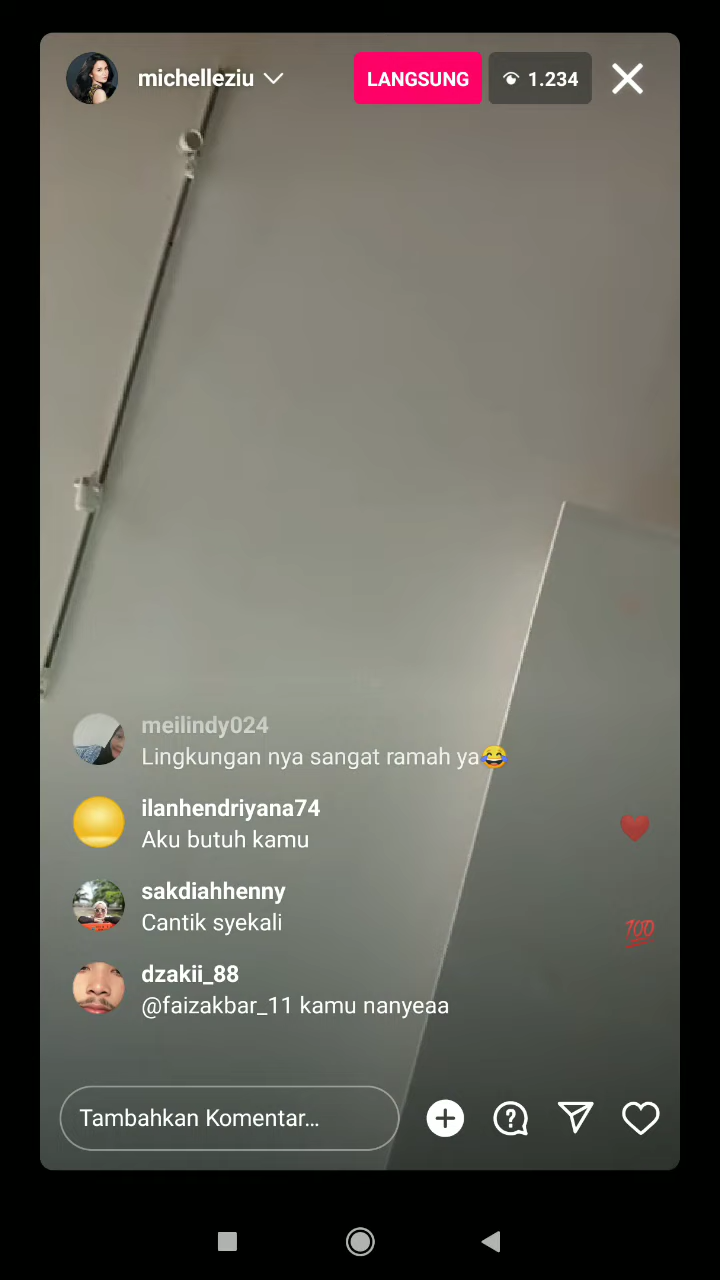 michelleziu
LANGSUNG
1.234
meilindy024
Lingkungan nya sangat ramah ya😂
ilanhendriyana74
Aku butuh kamu
sakdiahhenny
Cantik syekali
dzakii_88
@faizakbar_11 kamu nanyeaa
💯
Tambahkan Komentar...